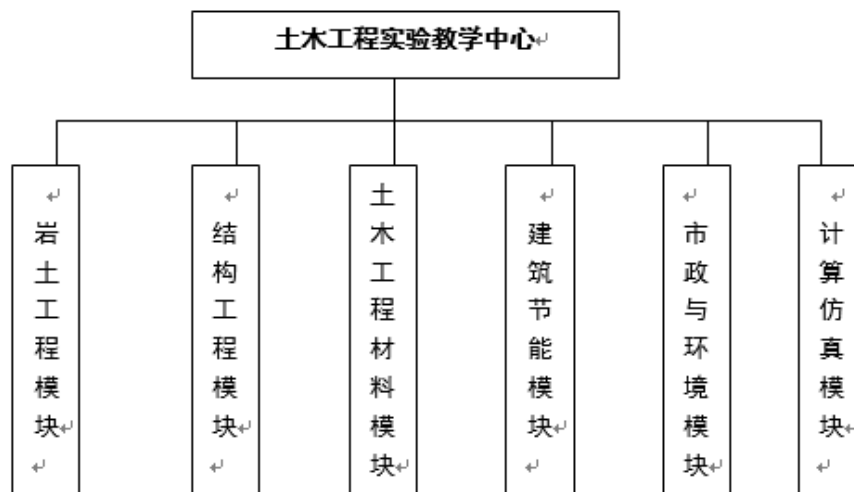 土木工程实验教学中心
岩土工程模块
结构工程模块
土木工程材料模块
建筑节能模块
市政与环境模块
计算仿真模块